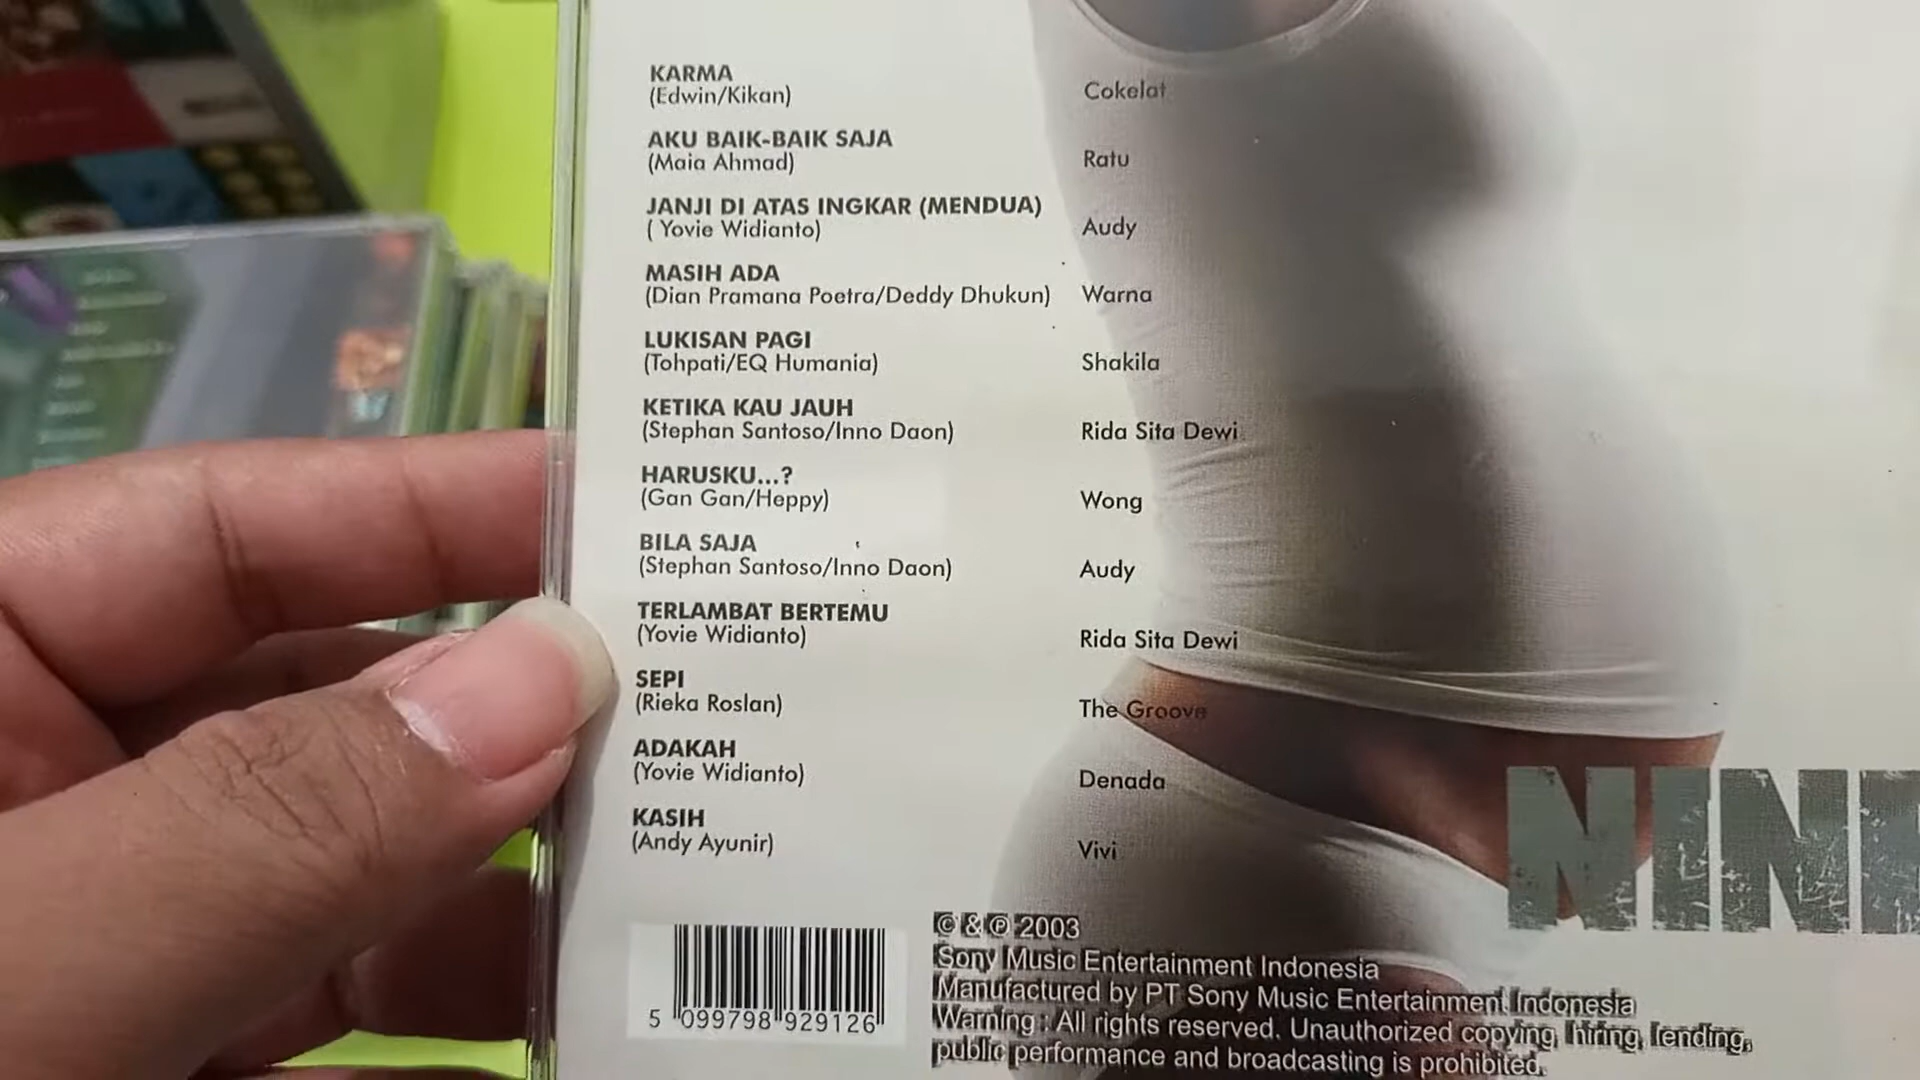 KARMA
(Edwin/Kikan)
Cokelat
AKU BAIK-BAIK SAJA
(Maia Ahmad)
Ratu
JANJI DI ATAS INGKAR (MENDUA)
( Yovie Widianto)
Audy
MASIH ADA
(Dian Pramana Poetra/Deddy Dhukun)
Warna
LUKISAN PAGI
(Tohpati/EQ Humania)
Shakila
KETIKA KAU JAUH
(Stephan Santoso/Inno Daon)
Rida Sita Dewi
HARUSKU...?
(Gan Gan/Heppy)
Wong
BILA SAJA
(Stephan Santoso/Inno Daon)
Audy
TERLAMBAT BERTEMU
(Yovie Widianto)
Rida Sita Dewi
SEPI
(Rieka Roslan)
The Groove
ADAKAH
(Yovie Widianto)
Denada
KASIH
(Andy Ayunir)
Vivi
5 099798 929126
© & ℗ 2003
Sony Music Entertainment Indonesia
Manufactured by PT Sony Music Entertainment Indonesia
Warning : All rights reserved. Unauthorized copying, hiring, lending,
public performance and broadcasting is prohibited.